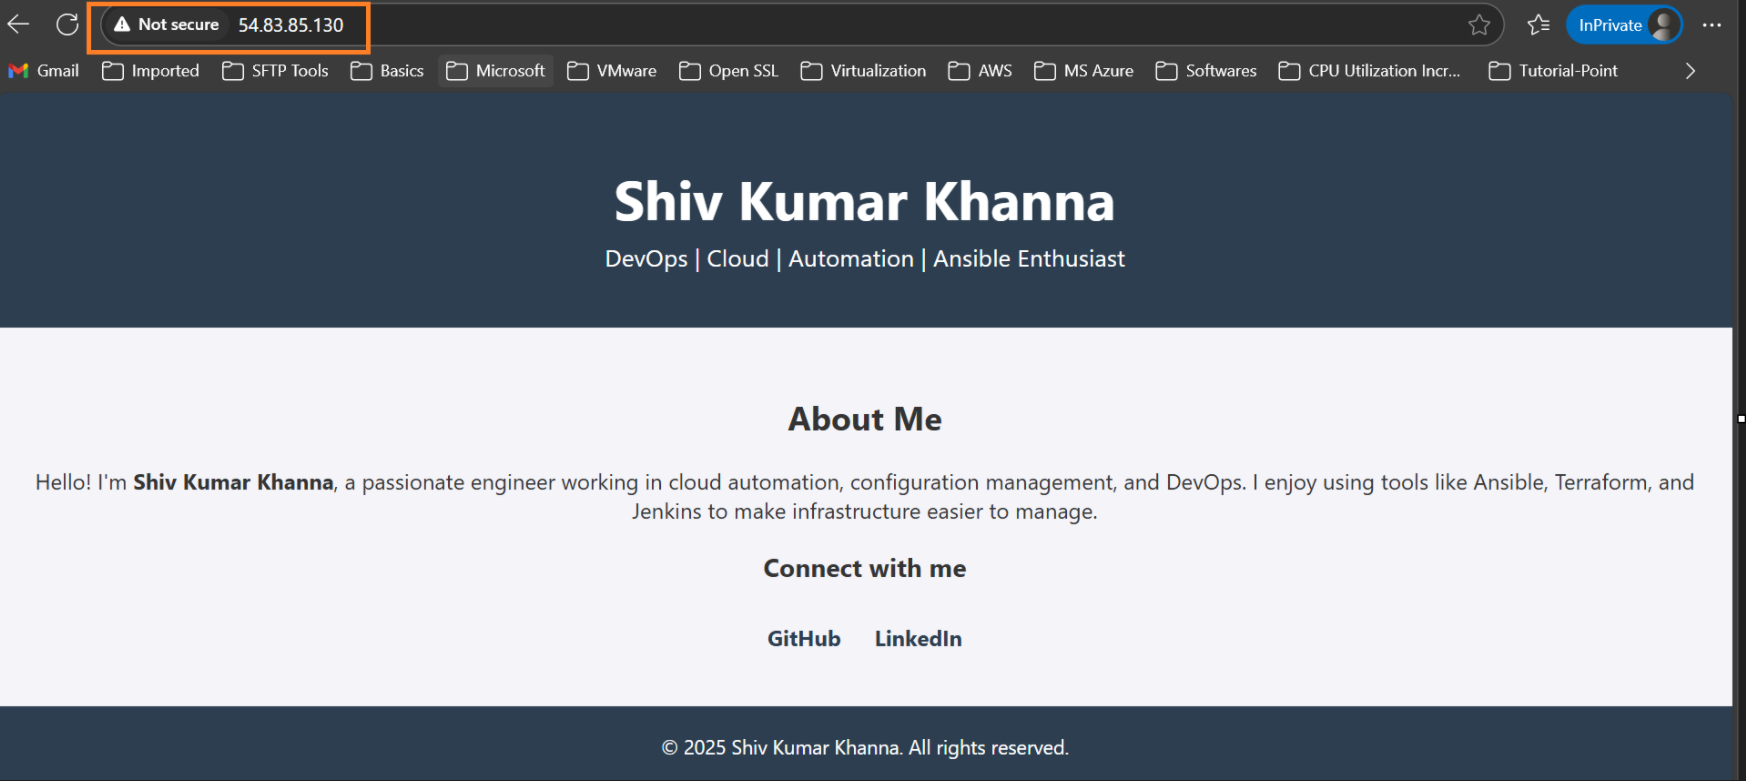 Not secure 54.83.85.130 InPrivate
Gmail Imported SFTP Tools Basics Microsoft VMware Open SSL Virtualization AWS MS Azure Softwares CPU Utilization Incr... Tutorial-Point
Shiv Kumar Khanna
DevOps | Cloud | Automation | Ansible Enthusiast
About Me
Hello! I'm Shiv Kumar Khanna, a passionate engineer working in cloud automation, configuration management, and DevOps. I enjoy using tools like Ansible, Terraform, and
Jenkins to make infrastructure easier to manage.
Connect with me
GitHub LinkedIn
© 2025 Shiv Kumar Khanna. All rights reserved.